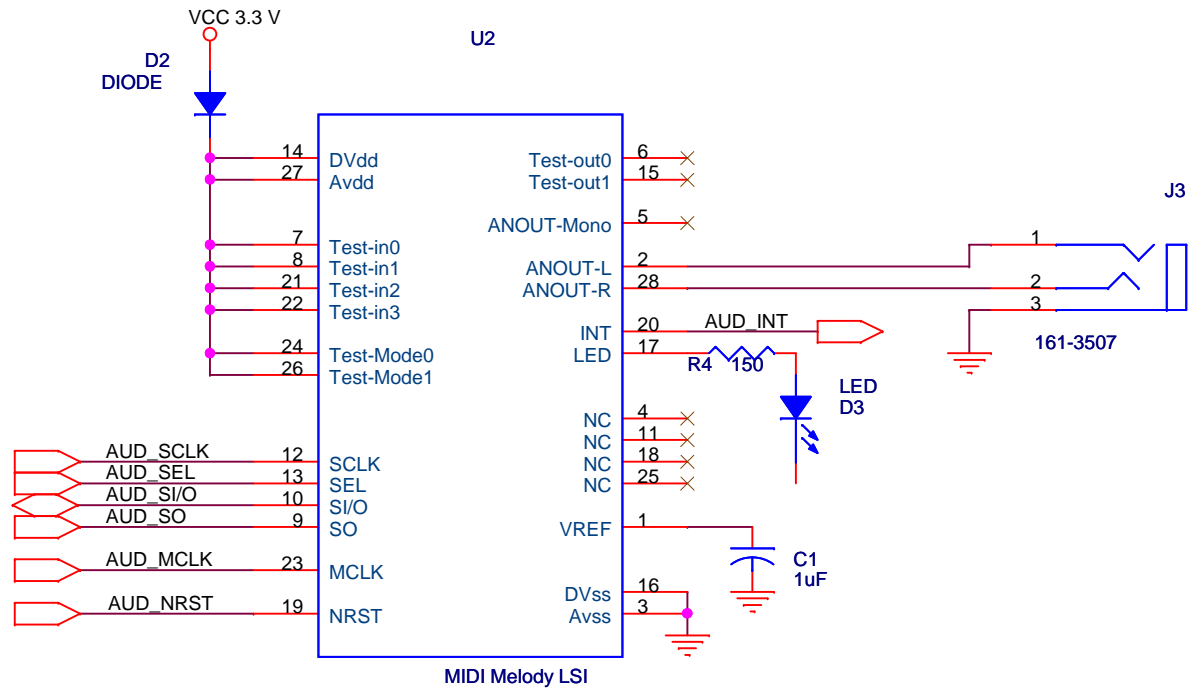 VCC 3.3 V
U2
D2
DIODE
14 DVdd
27 Avdd
7 Test-in0
8 Test-in1
21 Test-in2
22 Test-in3
24 Test-Mode0
26 Test-Mode1
AUD_SCLK 12 SCLK
AUD_SEL 13 SEL
AUD_SI/O 10 SI/O
AUD_SO 9 SO
AUD_MCLK 23 MCLK
AUD_NRST 19 NRST
Test-out0 6
Test-out1 15
ANOUT-Mono 5
ANOUT-L 2
ANOUT-R 28
INT 20 AUD_INT
LED 17
R4 150
LED
D3
NC 4
NC 11
NC 18
NC 25
VREF 1
C1
1uF
DVss 16
Avss 3
J3
1
2
3
161-3507
MIDI Melody LSI